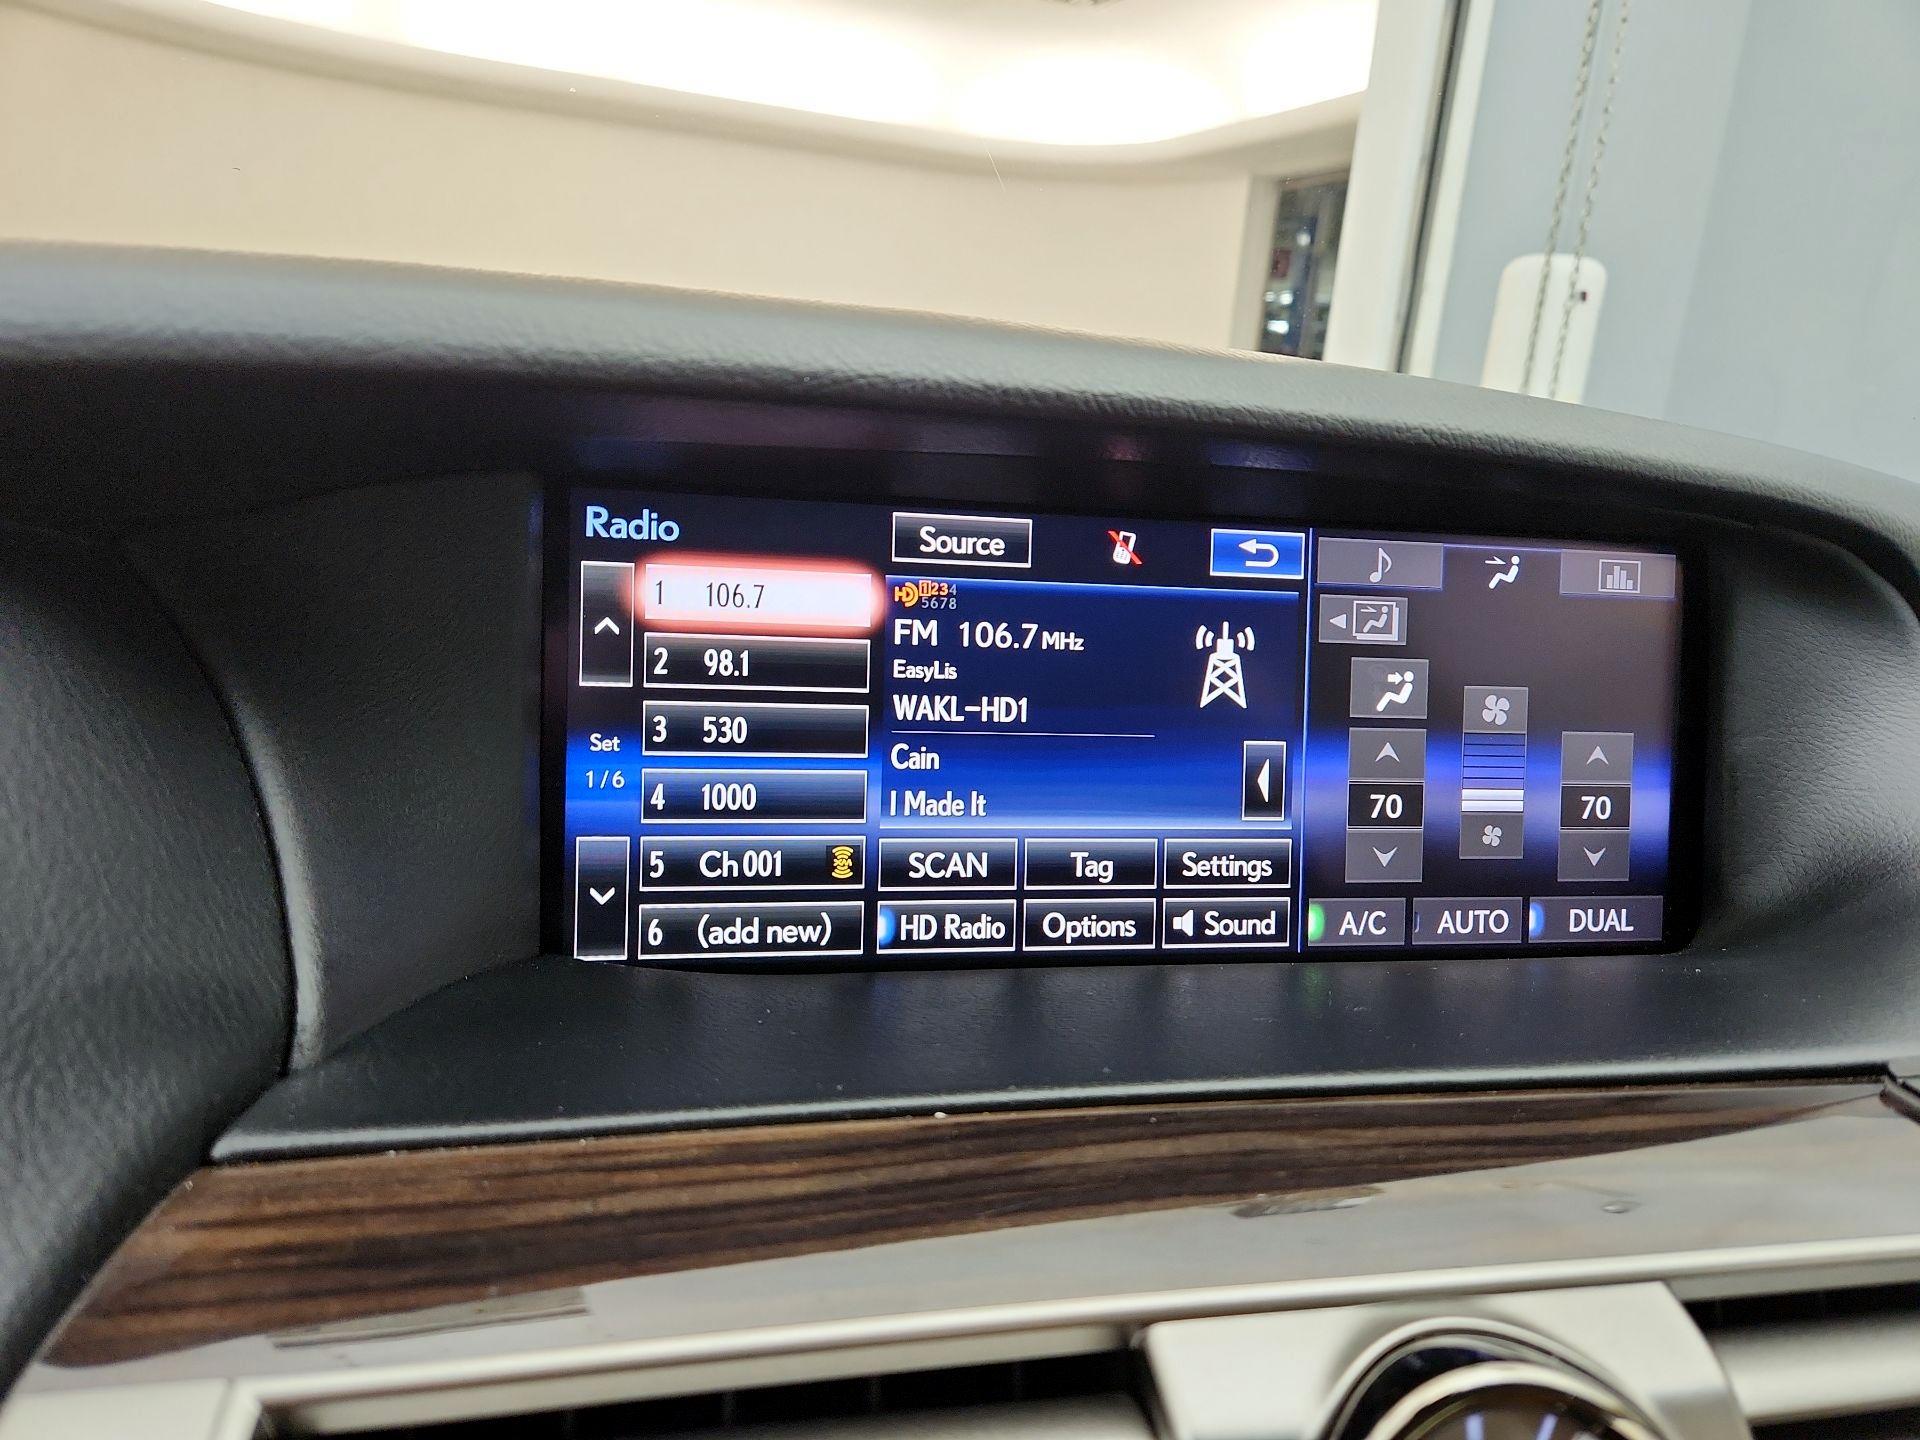 Radio
Source
1 106.7
2 98.1
3 530
4 1000
5 Ch 001
XM
6 (add new)
Set
1/6
HD 1234
5678
FM 106.7 MHz
EasyLis
WAKL-HD1
Cain
I Made It
SCAN Tag Settings
HD Radio Options Sound
70 70
A/C AUTO DUAL